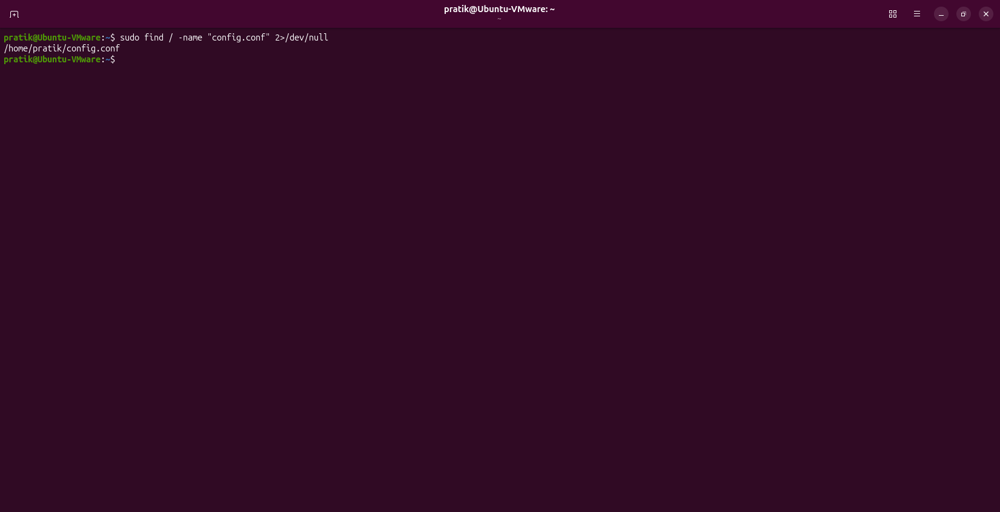 pratik@Ubuntu-VMware: ~
~
pratik@Ubuntu-VMware:~$ sudo find / -name "config.conf" 2>/dev/null
/home/pratik/config.conf
pratik@Ubuntu-VMware:~$